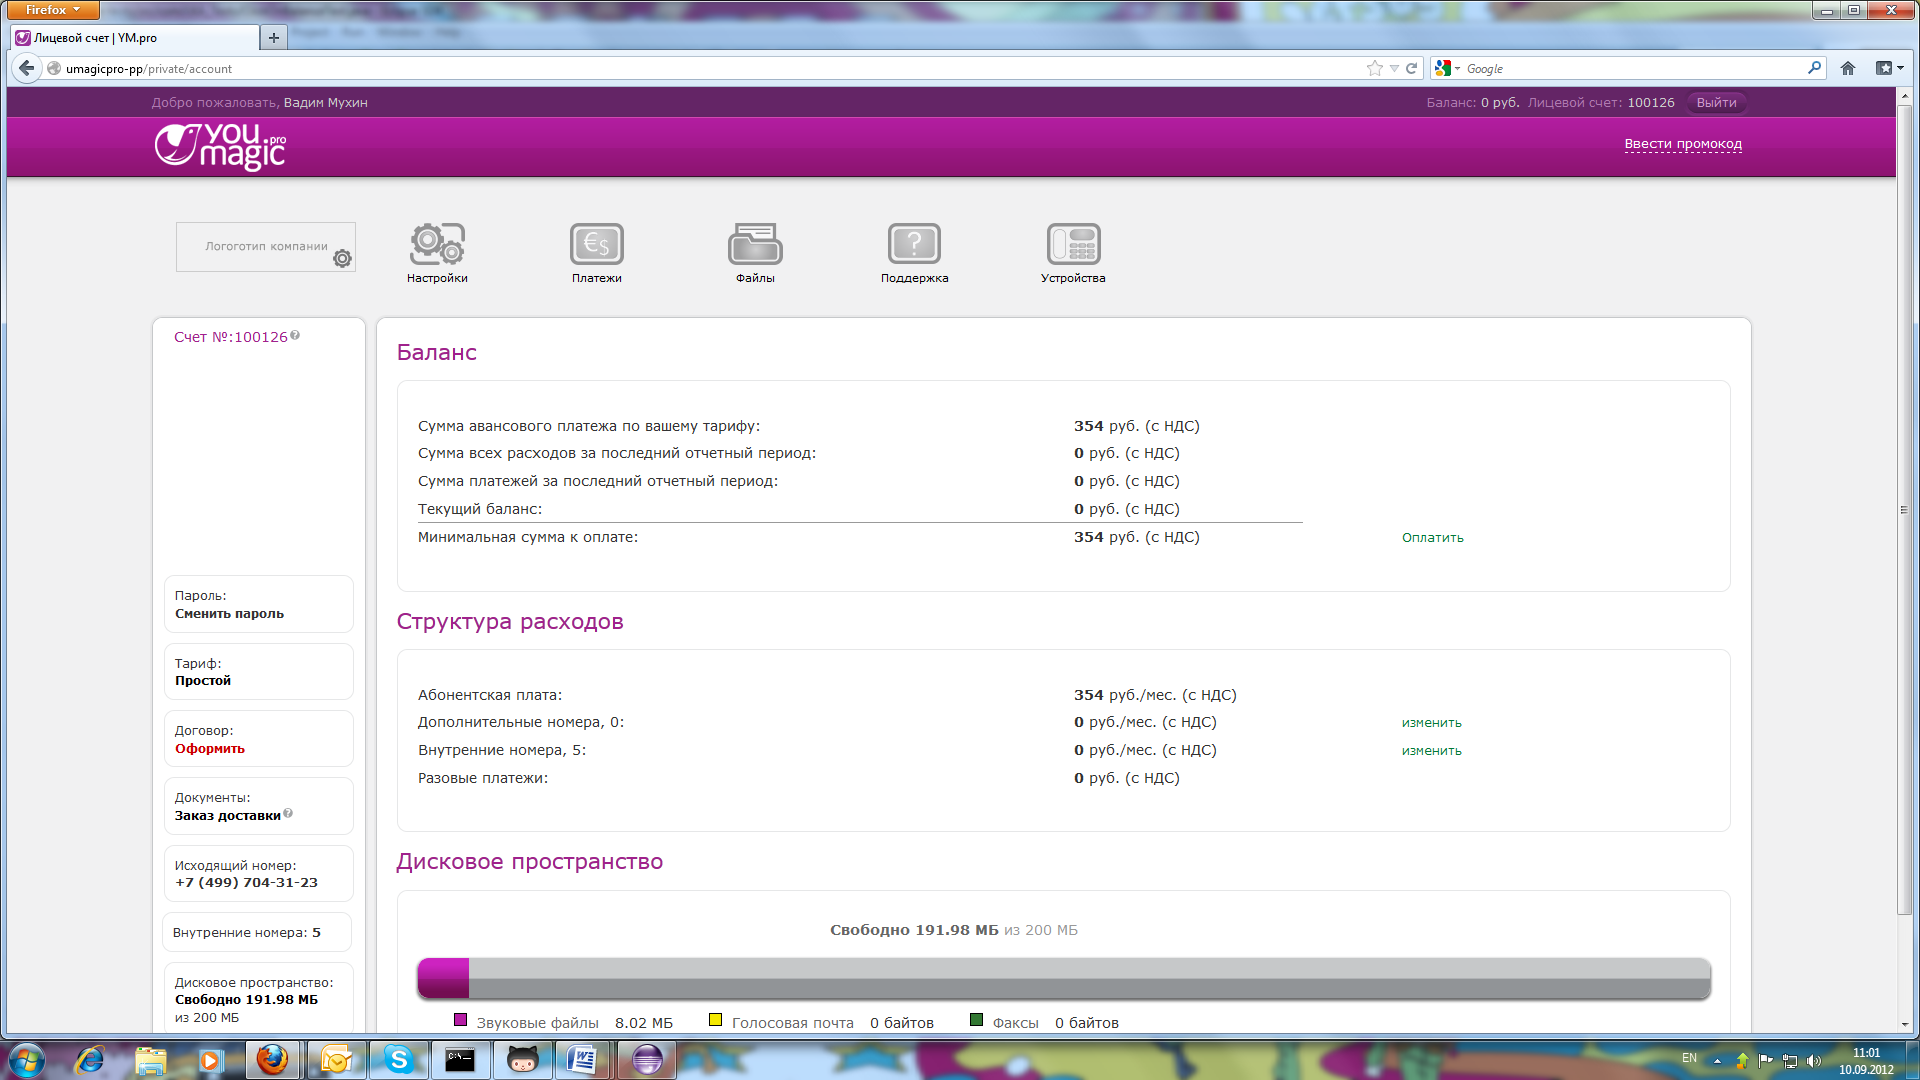 Firefox
Лицевой счет | YM.pro
umagicpro-pp/private/account
Google
Добро пожаловать, Вадим Мухин
Баланс: 0 руб. Лицевой счет: 100126 Выйти
you magic pro
Ввести промокод
Логоготип компании
Настройки
Платежи
Файлы
Поддержка
Устройства
Счет №:100126
Пароль:
Сменить пароль
Тариф:
Простой
Договор:
Оформить
Документы:
Заказ доставки
Исходящий номер:
+7 (499) 704-31-23
Внутренние номера: 5
Дисковое пространство:
Свободно 191.98 МБ
из 200 МБ
Баланс
Сумма авансового платежа по вашему тарифу: 354 руб. (с НДС)
Сумма всех расходов за последний отчетный период: 0 руб. (с НДС)
Сумма платежей за последний отчетный период: 0 руб. (с НДС)
Текущий баланс: 0 руб. (с НДС)
Минимальная сумма к оплате: 354 руб. (с НДС) Оплатить
Структура расходов
Абонентская плата: 354 руб./мес. (с НДС)
Дополнительные номера, 0: 0 руб./мес. (с НДС) изменить
Внутренние номера, 5: 0 руб./мес. (с НДС) изменить
Разовые платежи: 0 руб. (с НДС)
Дисковое пространство
Свободно 191.98 МБ из 200 МБ
Звуковые файлы 8.02 МБ Голосовая почта 0 байтов Факсы 0 байтов
EN
11:01
10.09.2012